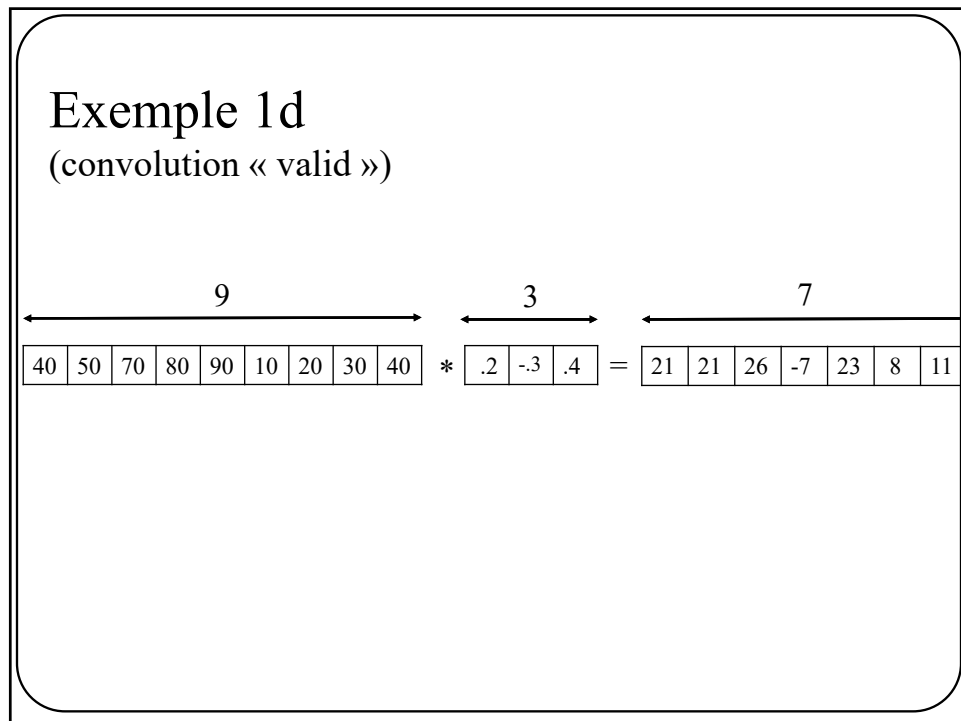 Exemple 1d
(convolution « valid »)
9 3 7
40 50 70 80 90 10 20 30 40 * .2 -.3 .4 = 21 21 26 -7 23 8 11